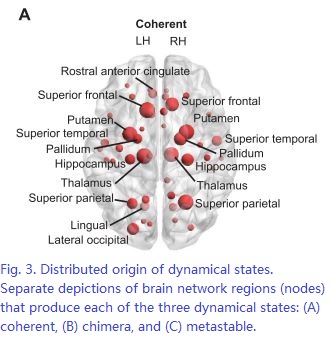 A
Coherent
LH RH
Rostral anterior cingulate
Superior frontal
Superior frontal
Putamen
Putamen
Superior temporal
Superior temporal
Pallidum
Pallidum
Hippocampus
Hippocampus
Thalamus
Thalamus
Superior parietal
Superior parietal
Lingual
Lateral occipital
Fig. 3. Distributed origin of dynamical states.
Separate depictions of brain network regions (nodes)
that produce each of the three dynamical states: (A)
coherent, (B) chimera, and (C) metastable.